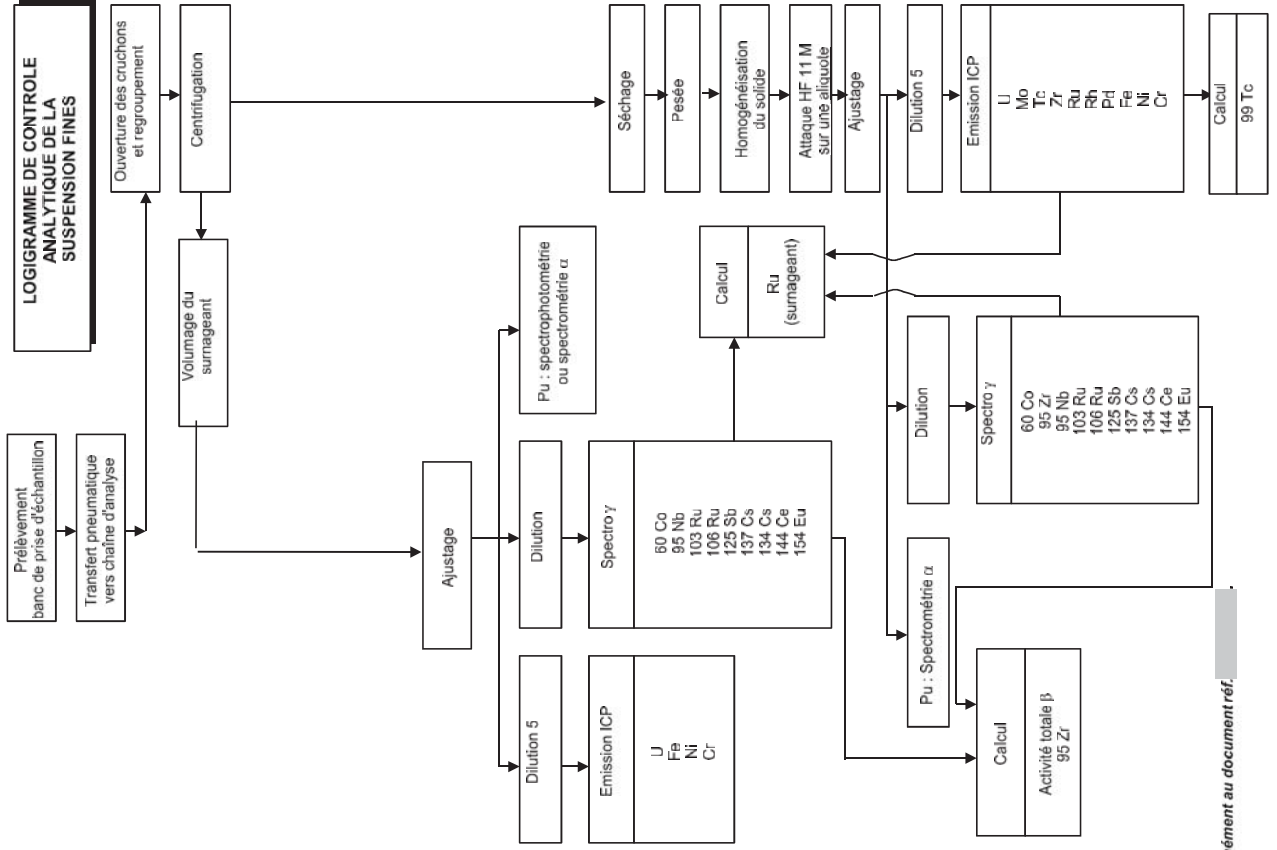 LOGIGRAMME DE CONTROLE
ANALYTIQUE DE LA
SUSPENSION FINES
Prélèvement
banc de prise d'échantillon
Transfert pneumatique
vers chaîne d'analyse
Ouverture des cruchons
et regroupement
Centrifugation
Volumage du
surnageant
Ajustage
Dilution 5
Emission ICP
U
Fe
Ni
Cr
Dilution
Spectro γ
60 Co
95 Nb
103 Ru
106 Ru
125 Sb
137 Cs
134 Cs
144 Ce
154 Eu
Pu : spectrophotométrie
ou spectrométrie α
Séchage
Pesée
Homogénéisation
du solide
Attaque HF 11 M
sur une aliquote
Ajustage
Calcul
Ru
(surnageant)
Pu : Spectrométrie α
Dilution
Spectro γ
60 Co
95 Zr
95 Nb
103 Ru
106 Ru
125 Sb
137 Cs
134 Cs
144 Ce
154 Eu
Dilution 5
Emission ICP
U
Mo
Tc
Zr
Ru
Rh
Pd
Fe
Ni
Cr
Calcul
Activité totale β
95 Zr
Calcul
99 Tc
nément au document réf.